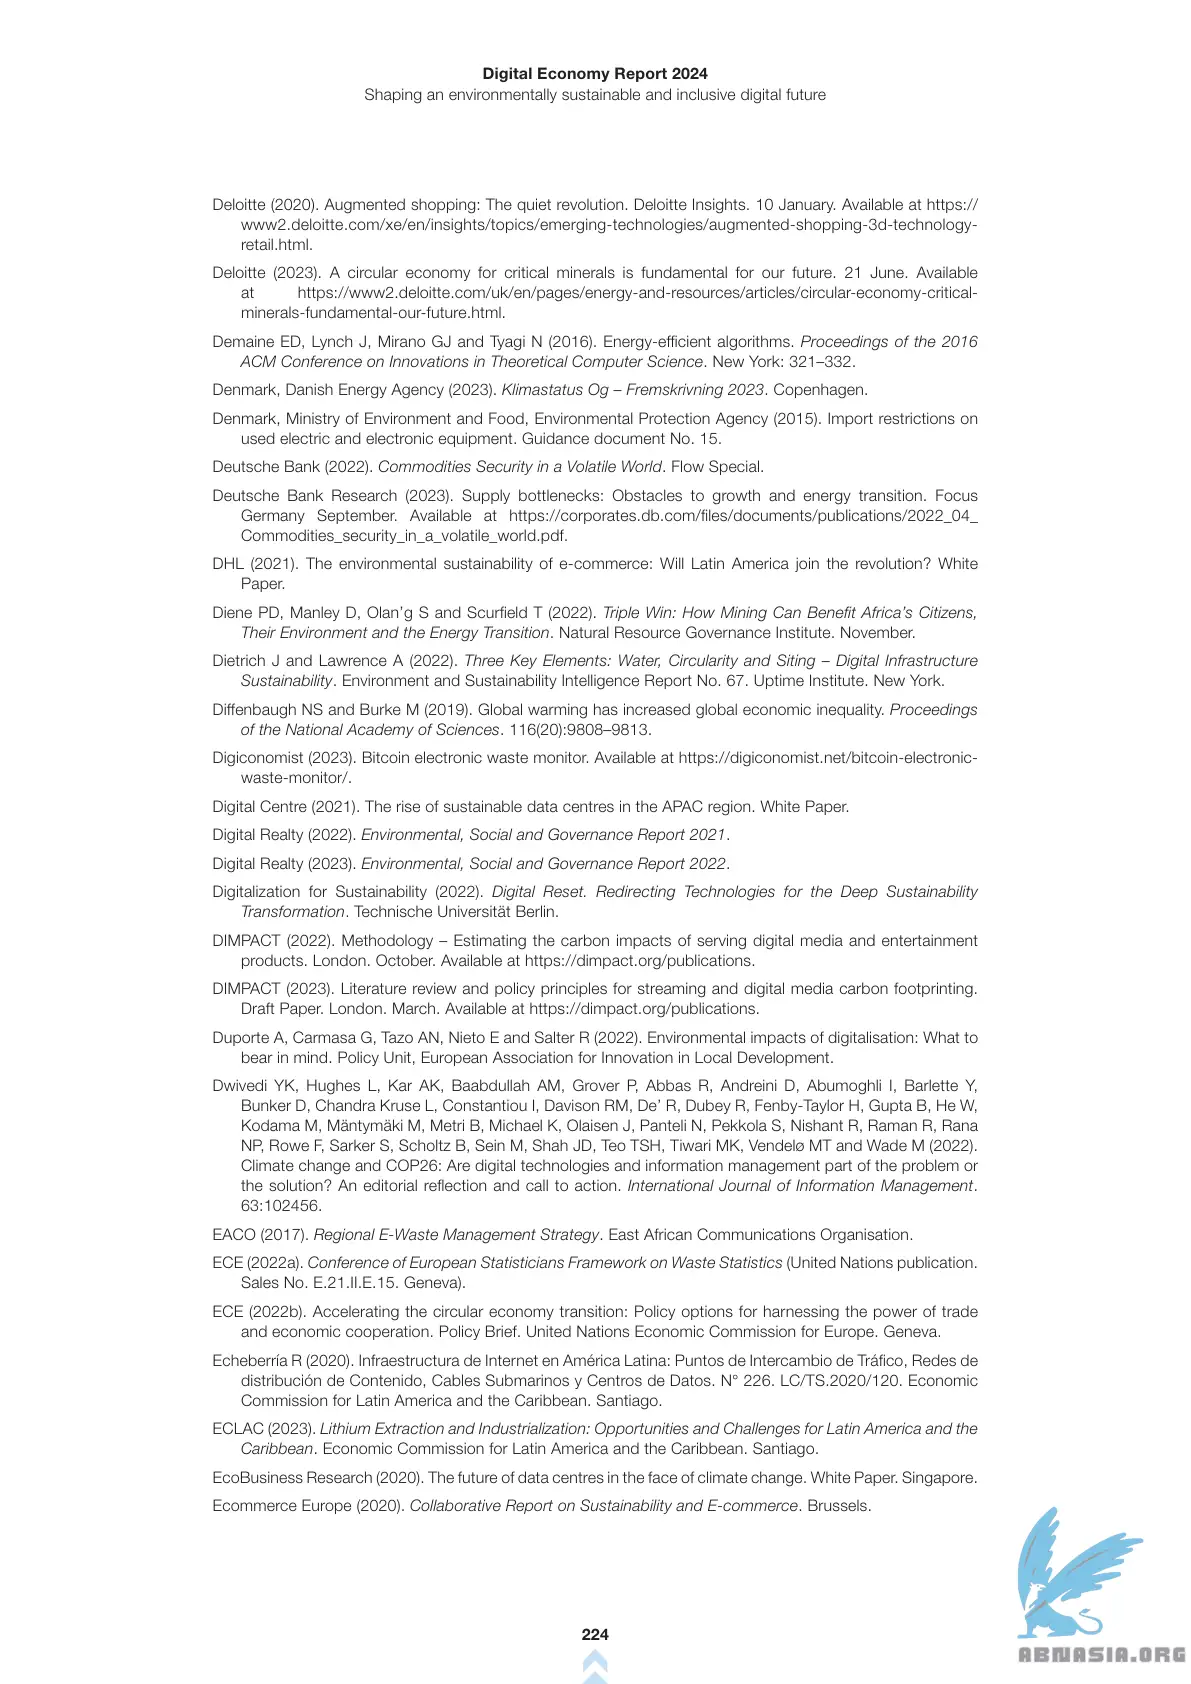 Digital Economy Report 2024
Shaping an environmentally sustainable and inclusive digital future
Deloitte (2020). Augmented shopping: The quiet revolution. Deloitte Insights. 10 January. Available at https://
www2.deloitte.com/xe/en/insights/topics/emerging-technologies/augmented-shopping-3d-technology-
retail.html.
Deloitte (2023). A circular economy for critical minerals is fundamental for our future. 21 June. Available
at https://www2.deloitte.com/uk/en/pages/energy-and-resources/articles/circular-economy-critical-
minerals-fundamental-our-future.html.
Demaine ED, Lynch J, Mirano GJ and Tyagi N (2016). Energy-efficient algorithms. Proceedings of the 2016
ACM Conference on Innovations in Theoretical Computer Science. New York: 321–332.
Denmark, Danish Energy Agency (2023). Klimastatus Og – Fremskrivning 2023. Copenhagen.
Denmark, Ministry of Environment and Food, Environmental Protection Agency (2015). Import restrictions on
used electric and electronic equipment. Guidance document No. 15.
Deutsche Bank (2022). Commodities Security in a Volatile World. Flow Special.
Deutsche Bank Research (2023). Supply bottlenecks: Obstacles to growth and energy transition. Focus
Germany September. Available at https://corporates.db.com/files/documents/publications/2022_04_
Commodities_security_in_a_volatile_world.pdf.
DHL (2021). The environmental sustainability of e-commerce: Will Latin America join the revolution? White
Paper.
Diene PD, Manley D, Olan’g S and Scurfield T (2022). Triple Win: How Mining Can Benefit Africa’s Citizens,
Their Environment and the Energy Transition. Natural Resource Governance Institute. November.
Dietrich J and Lawrence A (2022). Three Key Elements: Water, Circularity and Siting – Digital Infrastructure
Sustainability. Environment and Sustainability Intelligence Report No. 67. Uptime Institute. New York.
Diffenbaugh NS and Burke M (2019). Global warming has increased global economic inequality. Proceedings
of the National Academy of Sciences. 116(20):9808–9813.
Digiconomist (2023). Bitcoin electronic waste monitor. Available at https://digiconomist.net/bitcoin-electronic-
waste-monitor/.
Digital Centre (2021). The rise of sustainable data centres in the APAC region. White Paper.
Digital Realty (2022). Environmental, Social and Governance Report 2021.
Digital Realty (2023). Environmental, Social and Governance Report 2022.
Digitalization for Sustainability (2022). Digital Reset. Redirecting Technologies for the Deep Sustainability
Transformation. Technische Universität Berlin.
DIMPACT (2022). Methodology – Estimating the carbon impacts of serving digital media and entertainment
products. London. October. Available at https://dimpact.org/publications.
DIMPACT (2023). Literature review and policy principles for streaming and digital media carbon footprinting.
Draft Paper. London. March. Available at https://dimpact.org/publications.
Duporte A, Carmasa G, Tazo AN, Nieto E and Salter R (2022). Environmental impacts of digitalisation: What to
bear in mind. Policy Unit, European Association for Innovation in Local Development.
Dwivedi YK, Hughes L, Kar AK, Baabdullah AM, Grover P, Abbas R, Andreini D, Abumoghli I, Barlette Y,
Bunker D, Chandra Kruse L, Constantiou I, Davison RM, De’ R, Dubey R, Fenby-Taylor H, Gupta B, He W,
Kodama M, Mäntymäki M, Metri B, Michael K, Olaisen J, Panteli N, Pekkola S, Nishant R, Raman R, Rana
NP, Rowe F, Sarker S, Scholtz B, Sein M, Shah JD, Teo TSH, Tiwari MK, Vendelø MT and Wade M (2022).
Climate change and COP26: Are digital technologies and information management part of the problem or
the solution? An editorial reflection and call to action. International Journal of Information Management.
63:102456.
EACO (2017). Regional E-Waste Management Strategy. East African Communications Organisation.
ECE (2022a). Conference of European Statisticians Framework on Waste Statistics (United Nations publication.
Sales No. E.21.II.E.15. Geneva).
ECE (2022b). Accelerating the circular economy transition: Policy options for harnessing the power of trade
and economic cooperation. Policy Brief. United Nations Economic Commission for Europe. Geneva.
Echeberría R (2020). Infraestructura de Internet en América Latina: Puntos de Intercambio de Tráfico, Redes de
distribución de Contenido, Cables Submarinos y Centros de Datos. N° 226. LC/TS.2020/120. Economic
Commission for Latin America and the Caribbean. Santiago.
ECLAC (2023). Lithium Extraction and Industrialization: Opportunities and Challenges for Latin America and the
Caribbean. Economic Commission for Latin America and the Caribbean. Santiago.
EcoBusiness Research (2020). The future of data centres in the face of climate change. White Paper. Singapore.
Ecommerce Europe (2020). Collaborative Report on Sustainability and E-commerce. Brussels.
224
ABNASIA.ORG